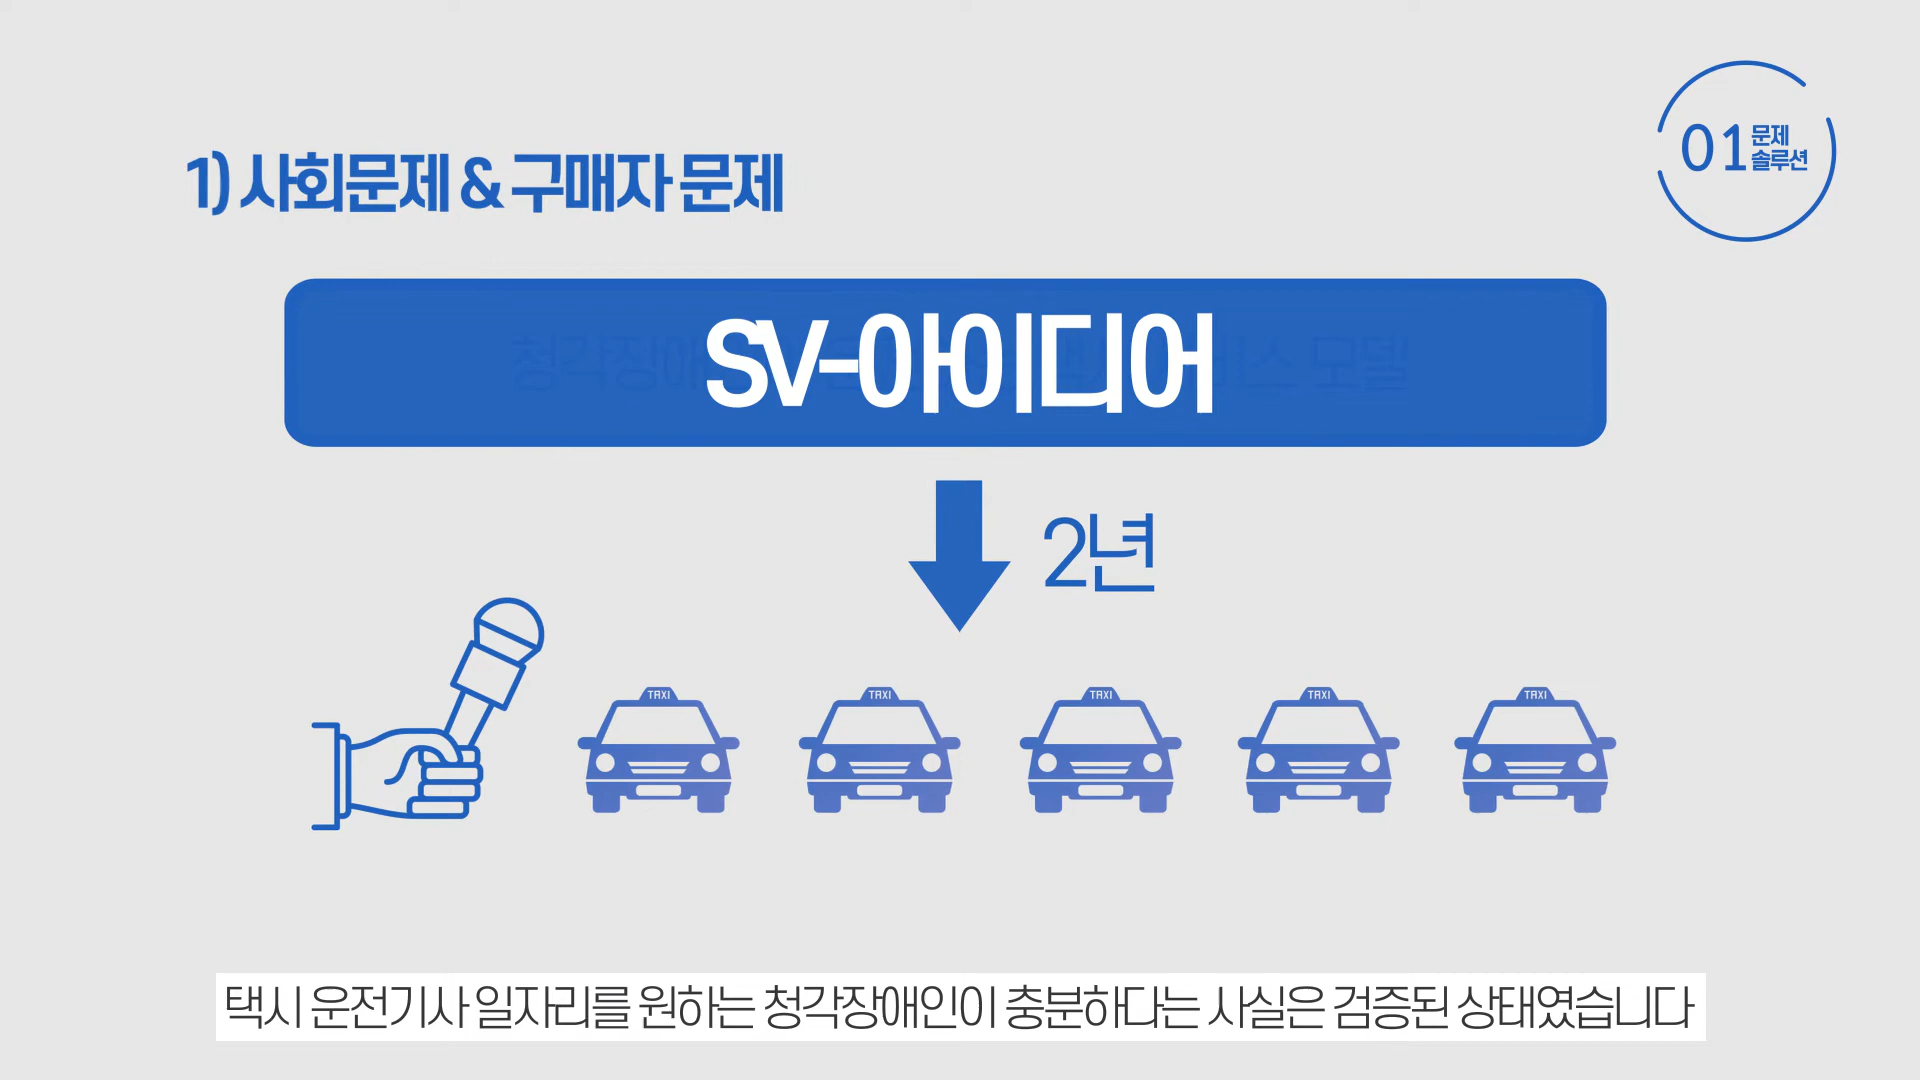 01 문제
솔루션
1) 사회문제 & 구매자 문제
SV-아이디어
2년
TAXI
TAXI
TAXI
TAXI
TAXI
택시 운전기사 일자리를 원하는 청각장애인이 충분하다는 사실은 검증된 상태였습니다